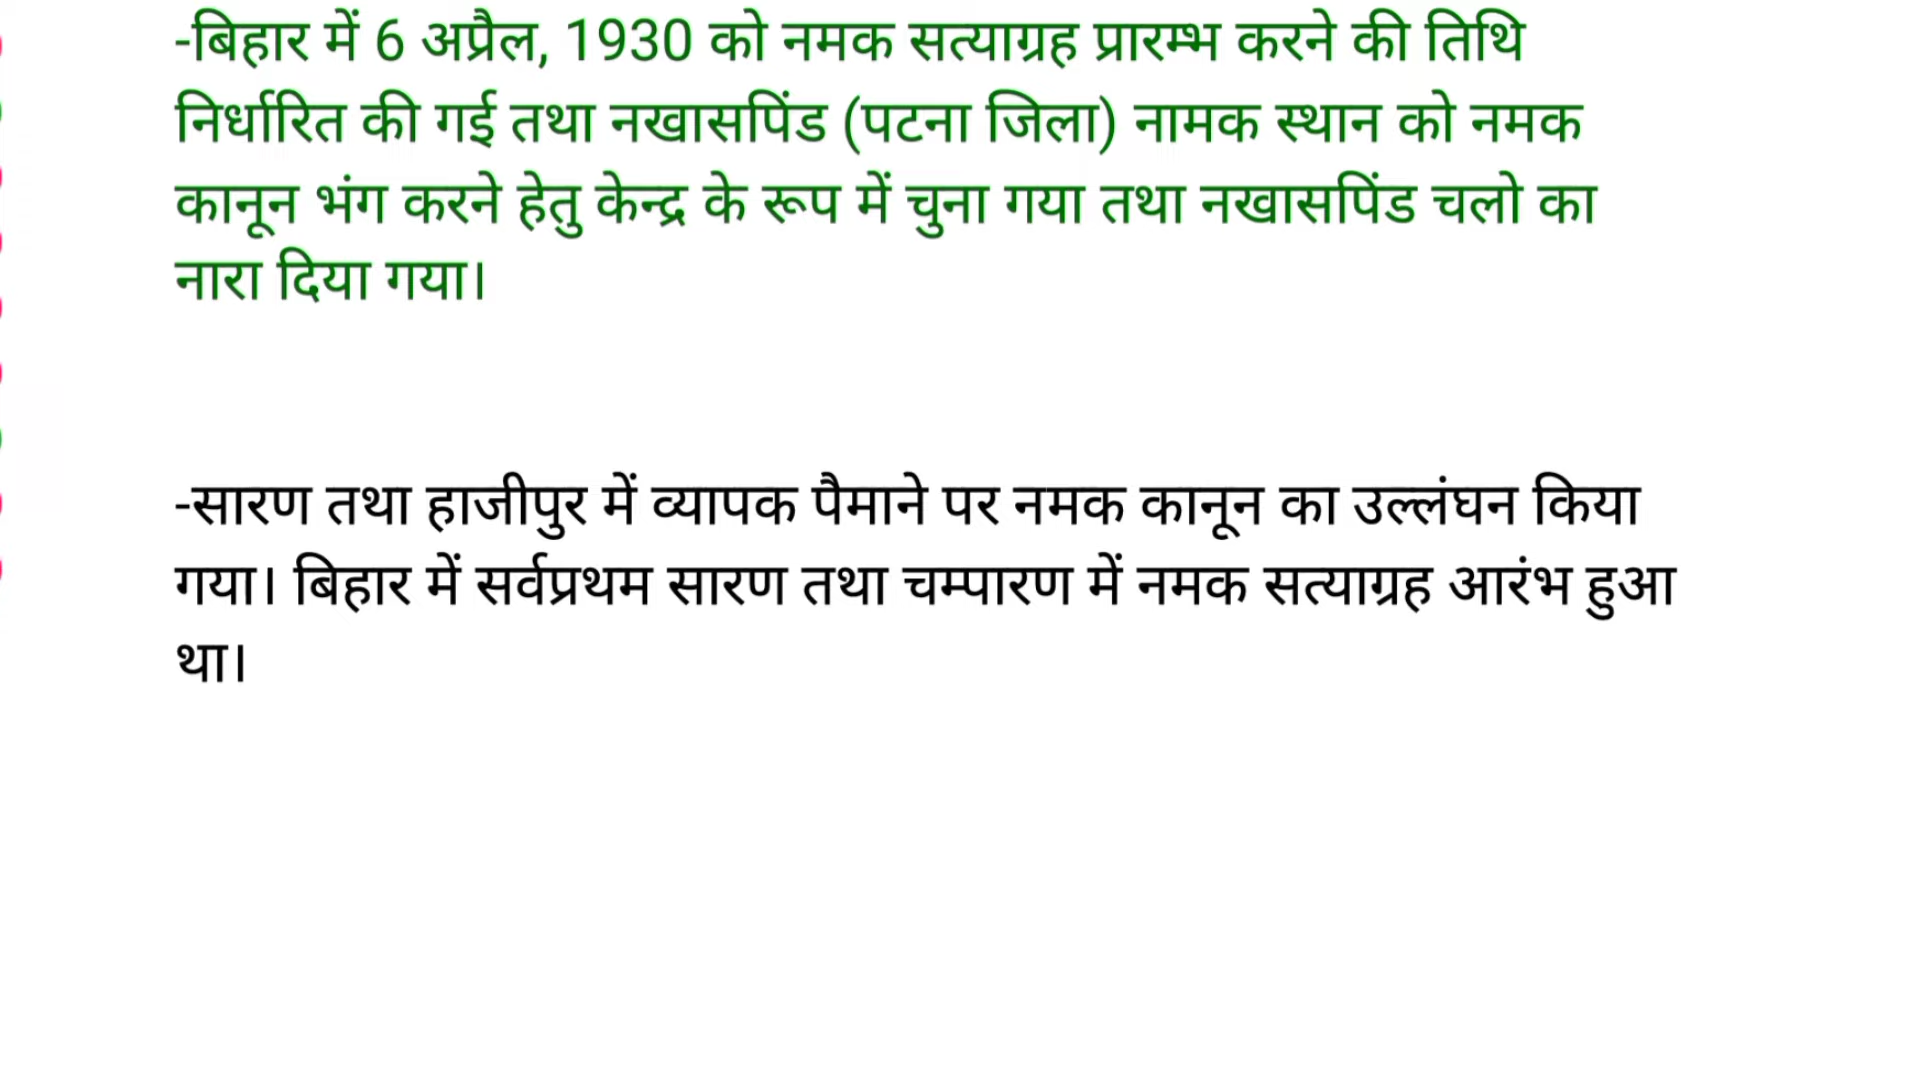 -बिहार में 6 अप्रैल, 1930 को नमक सत्याग्रह प्रारम्भ करने की तिथि
निर्धारित की गई तथा नखासपिंड (पटना जिला) नामक स्थान को नमक
कानून भंग करने हेतु केन्द्र के रूप में चुना गया तथा नखासपिंड चलो का
नारा दिया गया।
-सारण तथा हाजीपुर में व्यापक पैमाने पर नमक कानून का उल्लंघन किया
गया। बिहार में सर्वप्रथम सारण तथा चम्पारण में नमक सत्याग्रह आरंभ हुआ
था।